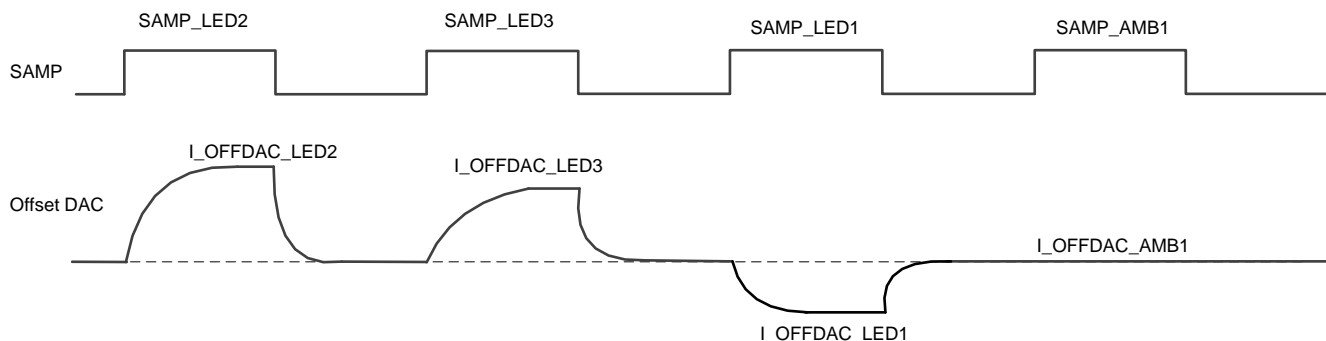 SAMP_LED2
SAMP_LED3
SAMP_LED1
SAMP_AMB1
SAMP
I_OFFDAC_LED2
I_OFFDAC_LED3
Offset DAC
I_OFFDAC_AMB1
I_OFFDAC_LED1